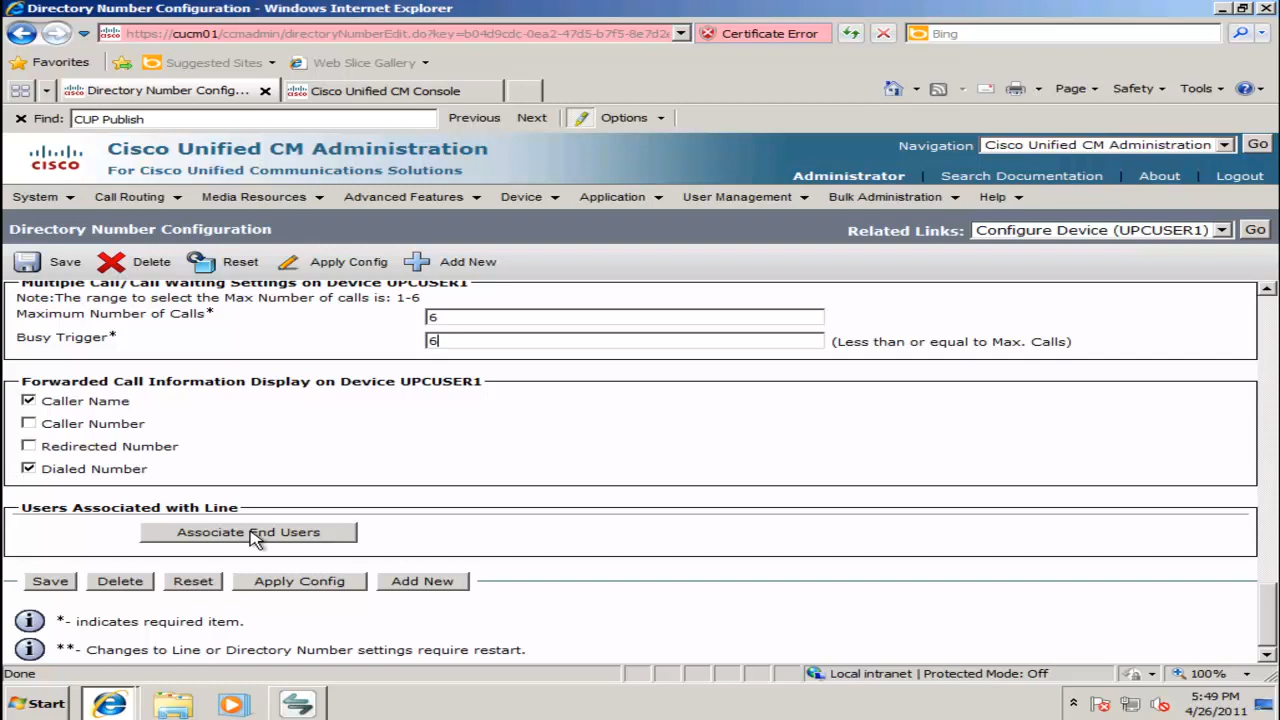 Directory Number Configuration - Windows Internet Explorer
https://cucm01/ccmadmin/directoryNumberEdit.do?key=b04d9cdc-0ea2-47d5-b7f5-8e7d2 Certificate Error Bing
Favorites Suggested Sites Web Slice Gallery
Directory Number Config... Cisco Unified CM Console Page Safety Tools
Find: CUP Publish Previous Next Options
CISCO
Cisco Unified CM Administration
For Cisco Unified Communications Solutions
Navigation Cisco Unified CM Administration Go
Administrator Search Documentation About Logout
System Call Routing Media Resources Advanced Features Device Application User Management Bulk Administration Help
Directory Number Configuration Related Links: Configure Device (UPCUSER1) Go
Save Delete Reset Apply Config Add New
Multiple Call/Call Waiting Settings on Device UPCUSER1
Note:The range to select the Max Number of calls is: 1-6
Maximum Number of Calls* 6
Busy Trigger* 6 (Less than or equal to Max. Calls)
Forwarded Call Information Display on Device UPCUSER1
Caller Name
Caller Number
Redirected Number
Dialed Number
Users Associated with Line
Associate End Users
Save Delete Reset Apply Config Add New
*- indicates required item.
**- Changes to Line or Directory Number settings require restart.
Done Local intranet | Protected Mode: Off 100%
Start 5:49 PM
4/26/2011